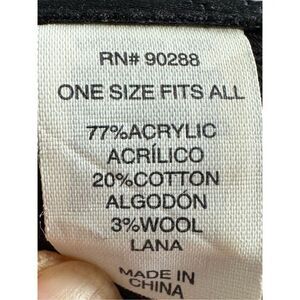 RN# 90288
ONE SIZE FITS ALL
77%ACRYLIC
ACRÍLICO
20%COTTON
ALGODÓN
3%WOOL
LANA
MADE IN
CHINA